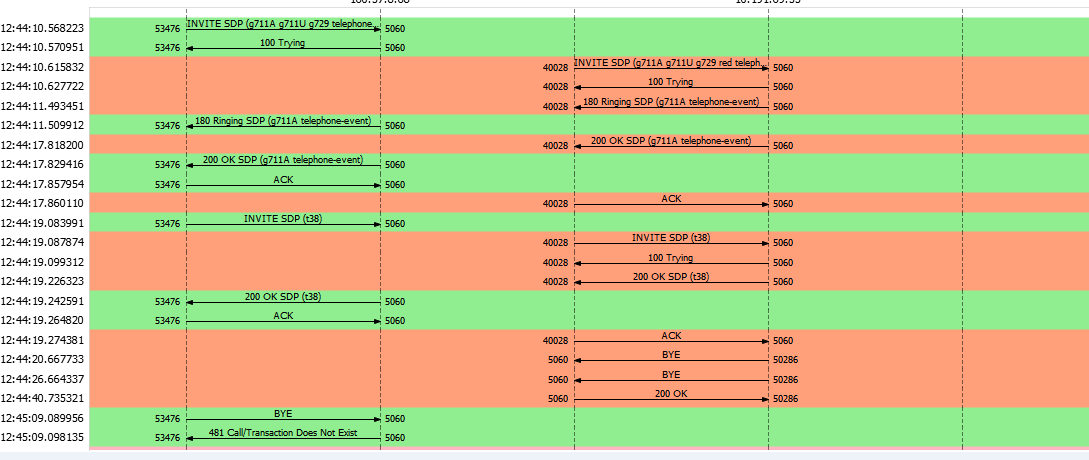 12:44:10.568223 53476 INVITE SDP (g711A g711U g729 telephone... 5060
12:44:10.570951 53476 100 Trying 5060
12:44:10.615832 40028 INVITE SDP (g711A g711U g729 red teleph... 5060
12:44:10.627722 40028 100 Trying 5060
12:44:11.493451 40028 180 Ringing SDP (g711A telephone-event) 5060
12:44:11.509912 53476 180 Ringing SDP (g711A telephone-event) 5060
12:44:17.818200 40028 200 OK SDP (g711A telephone-event) 5060
12:44:17.829416 53476 200 OK SDP (g711A telephone-event) 5060
12:44:17.857954 53476 ACK 5060
12:44:17.860110 40028 ACK 5060
12:44:19.083991 53476 INVITE SDP (t38) 5060
12:44:19.087874 40028 INVITE SDP (t38) 5060
12:44:19.099312 40028 100 Trying 5060
12:44:19.226323 40028 200 OK SDP (t38) 5060
12:44:19.242591 53476 200 OK SDP (t38) 5060
12:44:19.264820 53476 ACK 5060
12:44:19.274381 40028 ACK 5060
12:44:20.667733 5060 BYE 50286
12:44:26.664337 5060 BYE 50286
12:44:40.735321 5060 200 OK 50286
12:45:09.089956 53476 BYE 5060
12:45:09.098135 53476 481 Call/Transaction Does Not Exist 5060